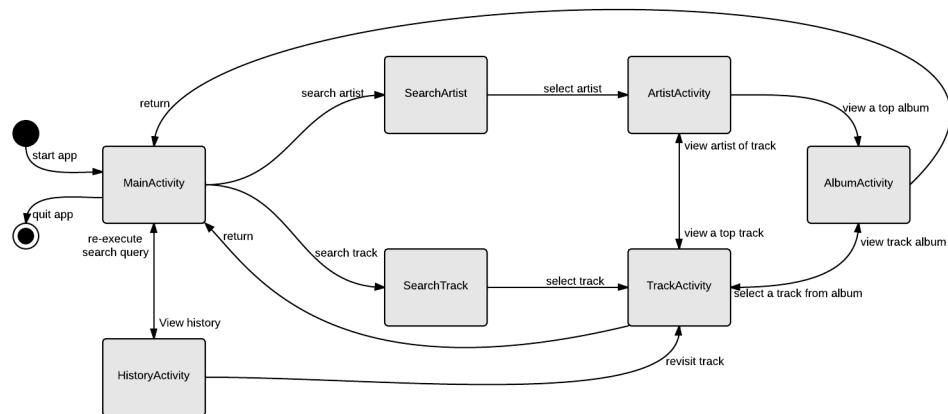 return
search artist
SearchArtist
select artist
ArtistActivity
view a top album
start app
MainActivity
view artist of track
AlbumActivity
quit app
re-execute
search query
return
search track
view a top track
view track album
SearchTrack
select track
TrackActivity
select a track from album
View history
HistoryActivity
revisit track